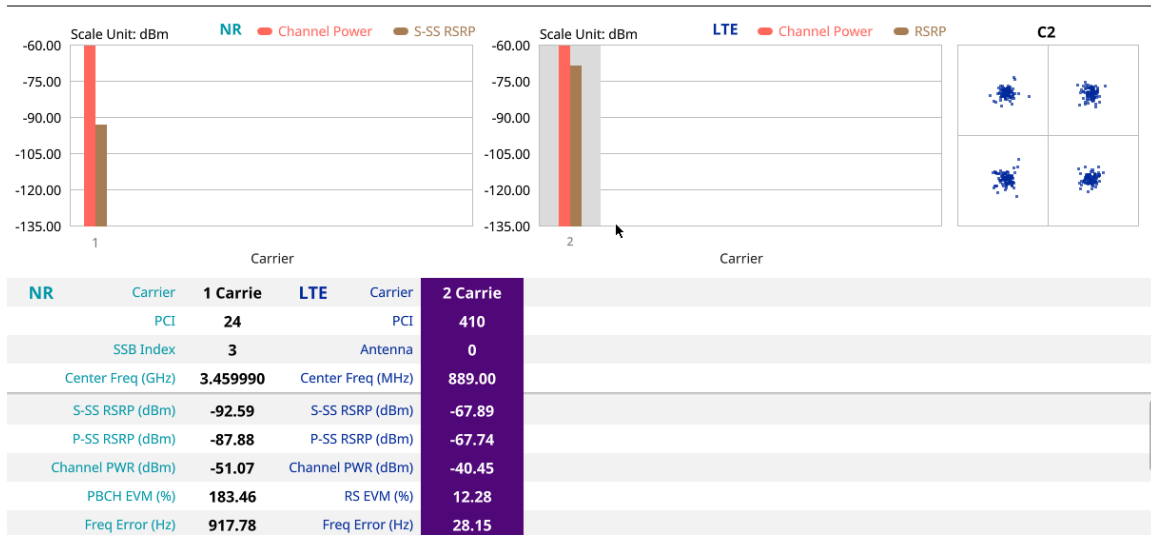 Scale Unit: dBm NR Channel Power S-SS RSRP
-60.00
-75.00
-90.00
-105.00
-120.00
-135.00
1
Carrier
Scale Unit: dBm LTE Channel Power RSRP
-60.00
-75.00
-90.00
-105.00
-120.00
-135.00
2
Carrier
C2
NR Carrier 1 Carrie LTE Carrier 2 Carrie
PCI 24 PCI 410
SSB Index 3 Antenna 0
Center Freq (GHz) 3.459990 Center Freq (MHz) 889.00
S-SS RSRP (dBm) -92.59 S-SS RSRP (dBm) -67.89
P-SS RSRP (dBm) -87.88 P-SS RSRP (dBm) -67.74
Channel PWR (dBm) -51.07 Channel PWR (dBm) -40.45
PBCH EVM (%) 183.46 RS EVM (%) 12.28
Freq Error (Hz) 917.78 Freq Error (Hz) 28.15